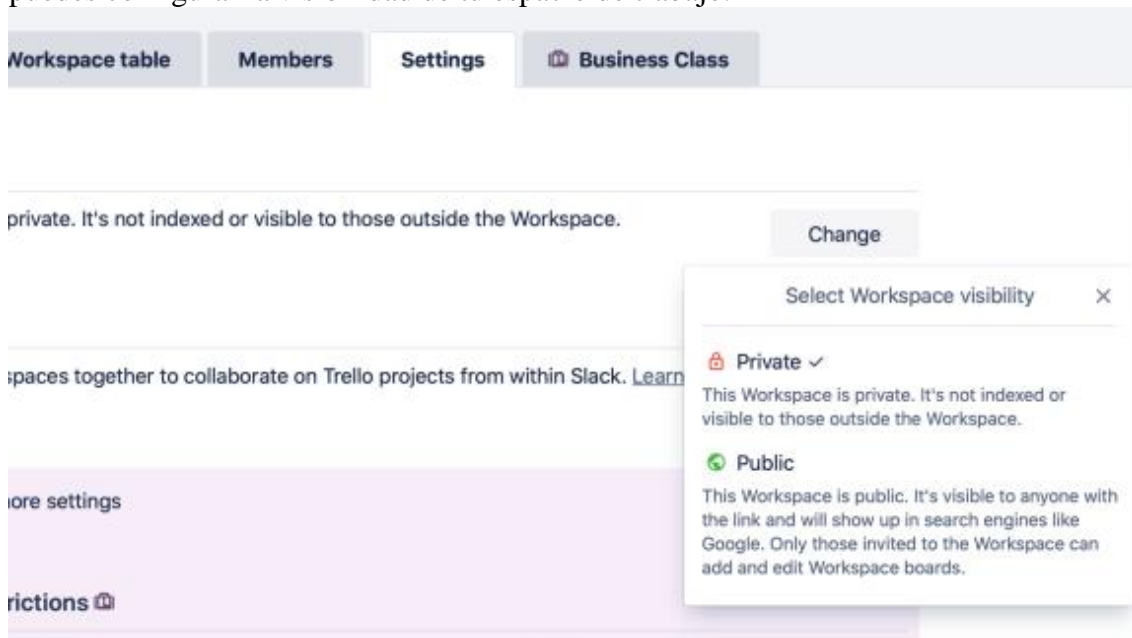 Workspace table Members Settings Business Class
private. It's not indexed or visible to those outside the Workspace.
Change
Select Workspace visibility
Private
This Workspace is private. It's not indexed or
visible to those outside the Workspace.
Public
This Workspace is public. It's visible to anyone with
the link and will show up in search engines like
Google. Only those invited to the Workspace can
add and edit Workspace boards.
spaces together to collaborate on Trello projects from within Slack. Learn
more settings
rictions